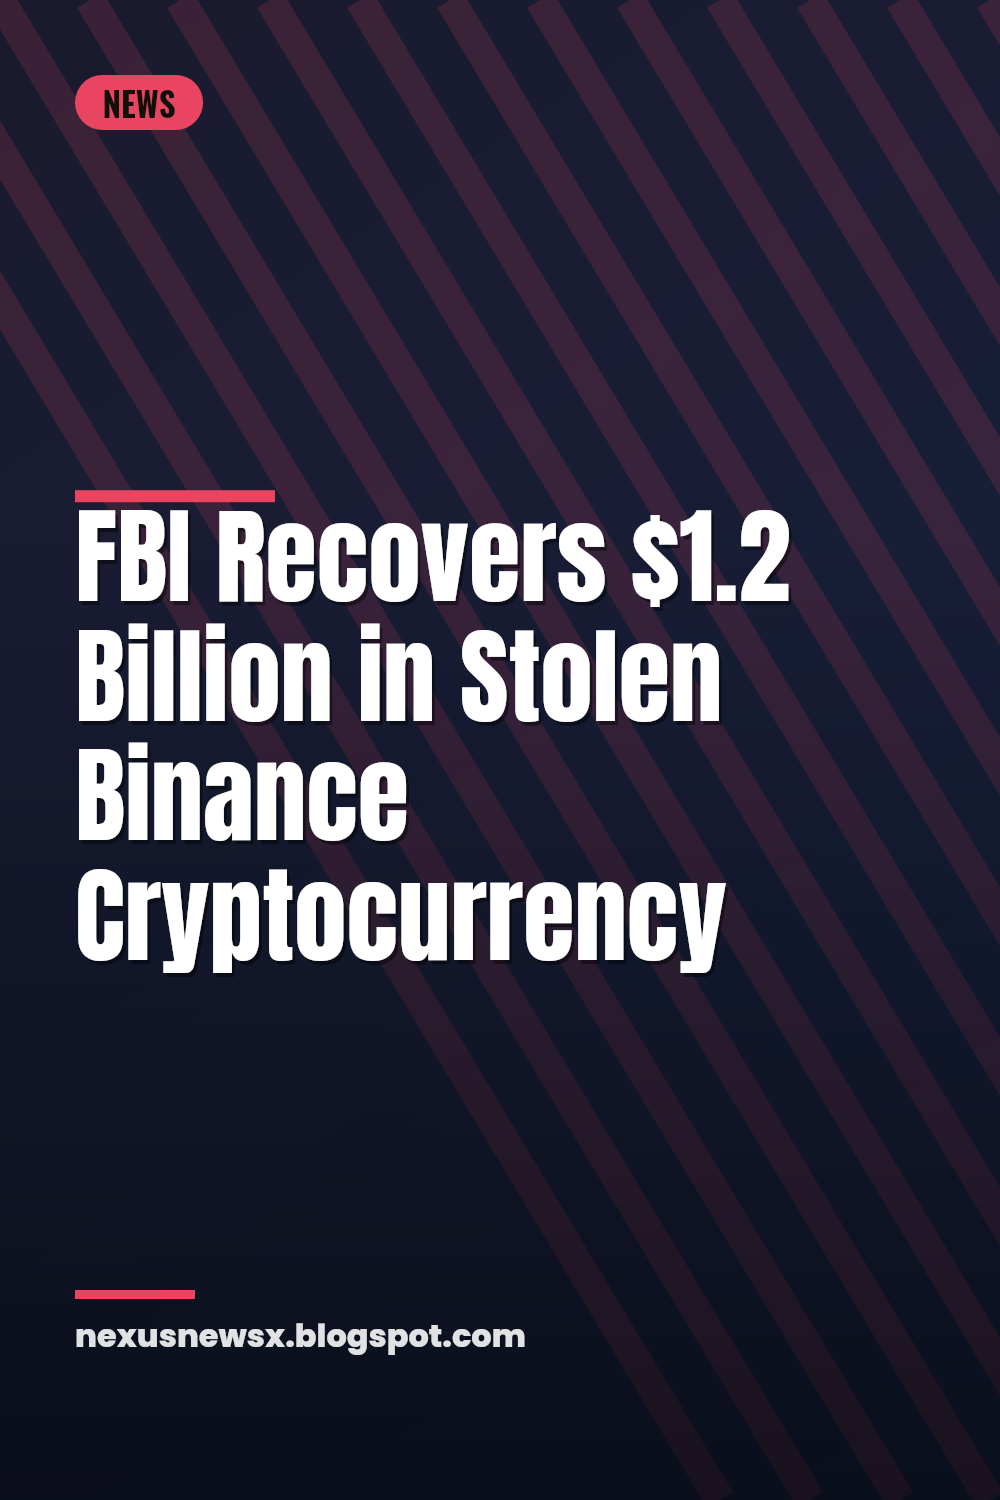 NEWS
FBI Recovers $1.2
Billion in Stolen
Binance
Cryptocurrency
nexusnewsx.blogspot.com